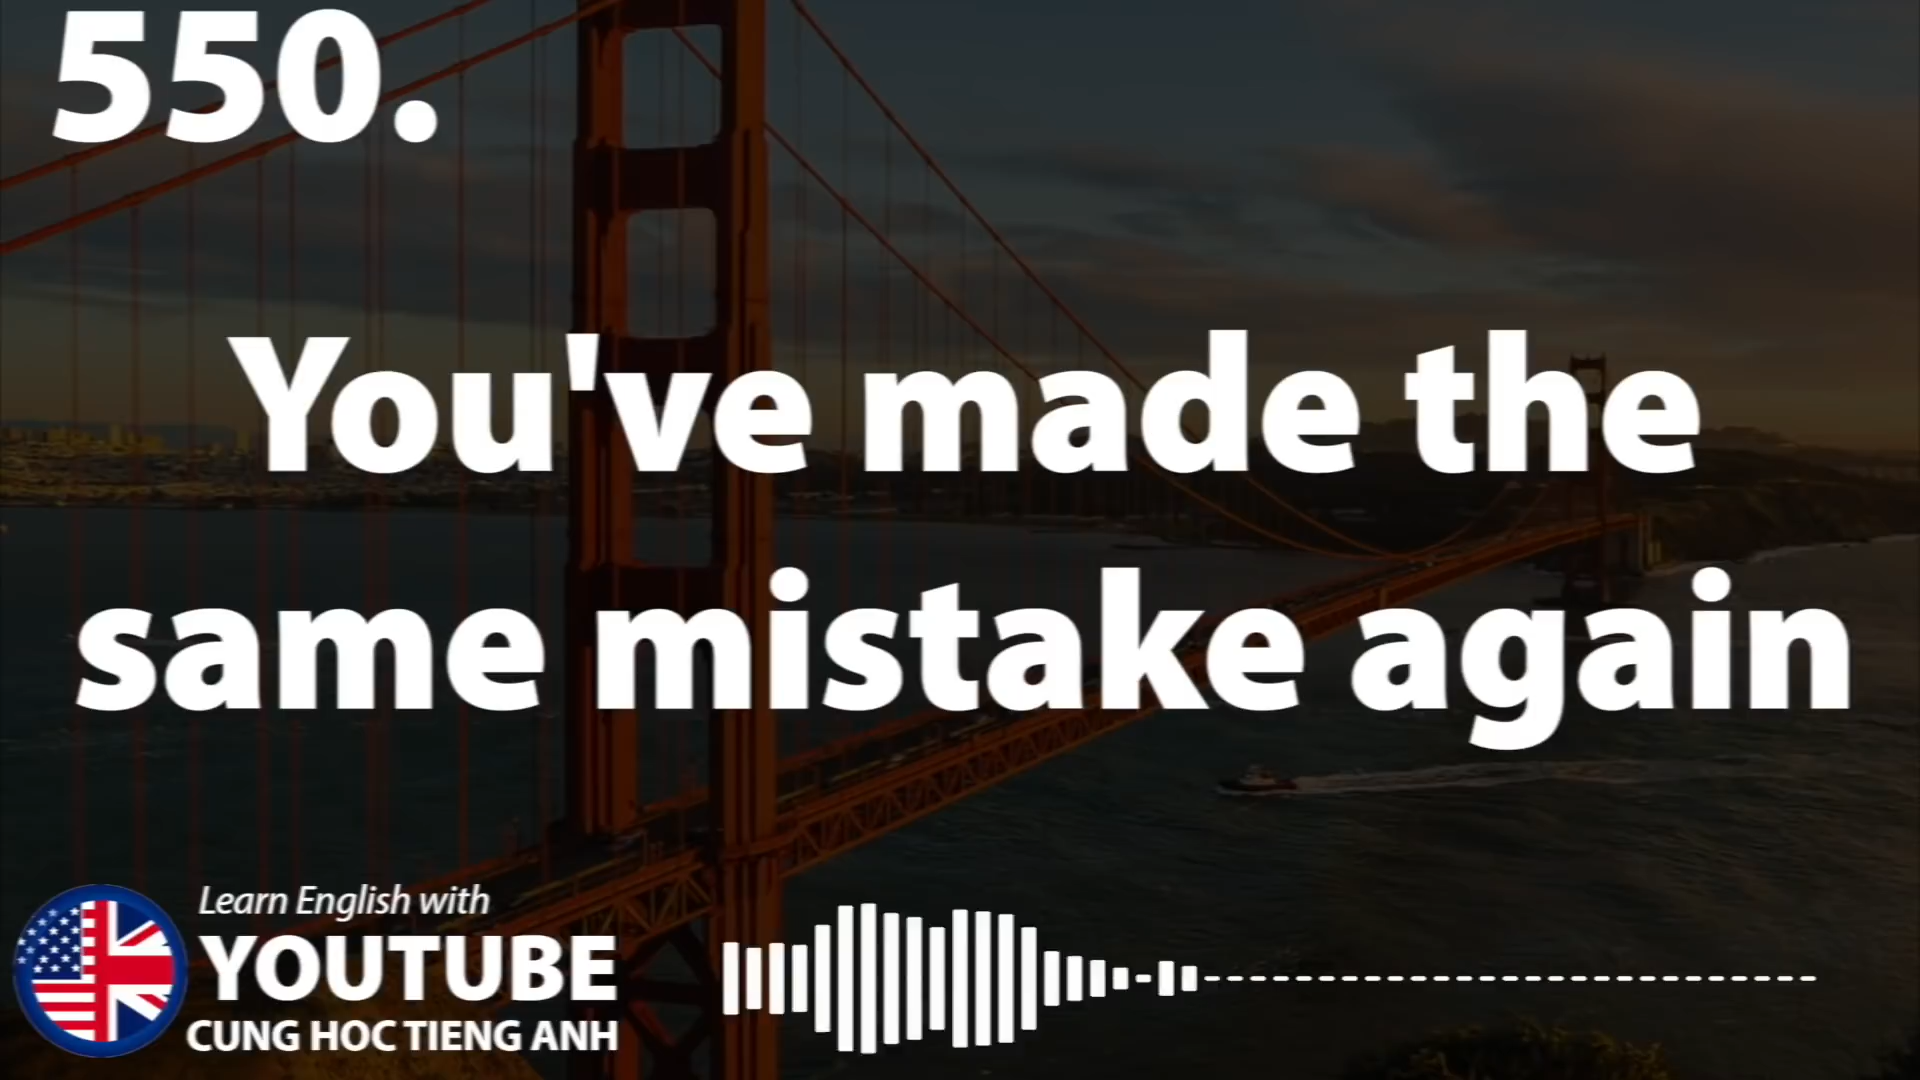 550.
You've made the
same mistake again
Learn English with
YOUTUBE
CUNG HOC TIENG ANH